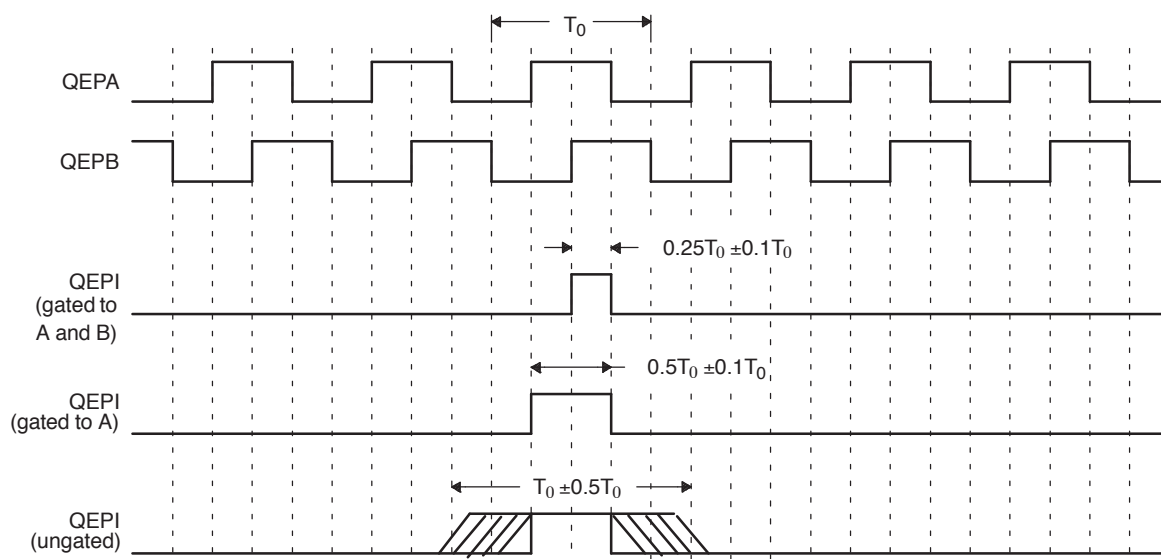 T0
QEPA
QEPB
0.25T0 ±0.1T0
QEPI
(gated to
A and B)
0.5T0 ±0.1T0
QEPI
(gated to A)
T0 ±0.5T0
QEPI
(ungated)